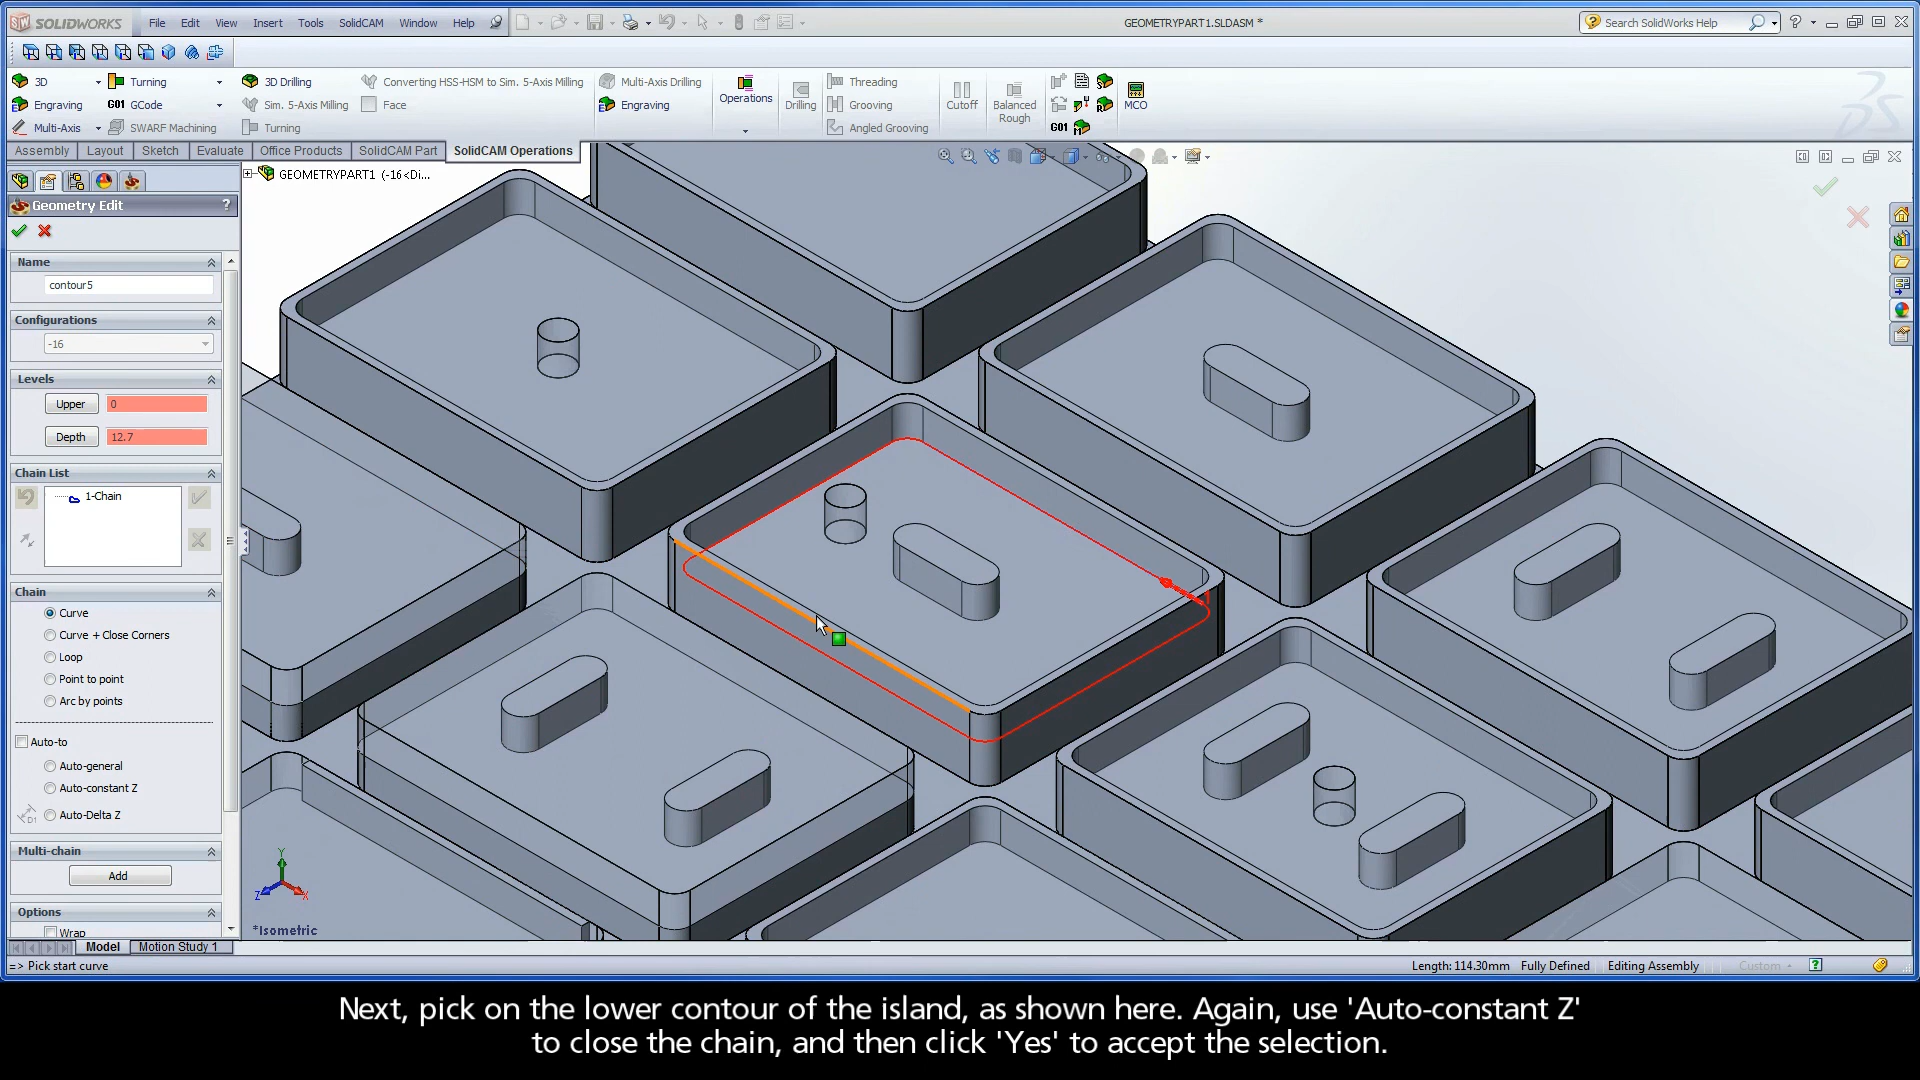 SOLIDWORKS File Edit View Insert Tools SolidCAM Window Help GEOMETRYPART1.SLDASM * Search SolidWorks Help
3D Turning 3D Drilling Converting HSS-HSM to Sim. 5-Axis Milling Multi-Axis Drilling Threading
Engraving G01 GCode Sim. 5-Axis Milling Face Engraving Operations Drilling Grooving Cutoff Balanced Rough MCO
Multi-Axis SWARF Machining Turning Angled Grooving G01
Assembly Layout Sketch Evaluate Office Products SolidCAM Part SolidCAM Operations
GEOMETRYPART1 (-16<Di...
Geometry Edit ?
Name
contour5
Configurations
-16
Levels
Upper 0
Depth 12.7
Chain List
1-Chain
Chain
Curve
Curve + Close Corners
Loop
Point to point
Arc by points
Auto-to
Auto-general
Auto-constant Z
Auto-Delta Z
Multi-chain
Add
Options
Wrap
Y
Z X
*Isometric
Model Motion Study 1
=> Pick start curve Length: 114.30mm Fully Defined Editing Assembly Custom
Next, pick on the lower contour of the island, as shown here. Again, use 'Auto-constant Z'
to close the chain, and then click 'Yes' to accept the selection.